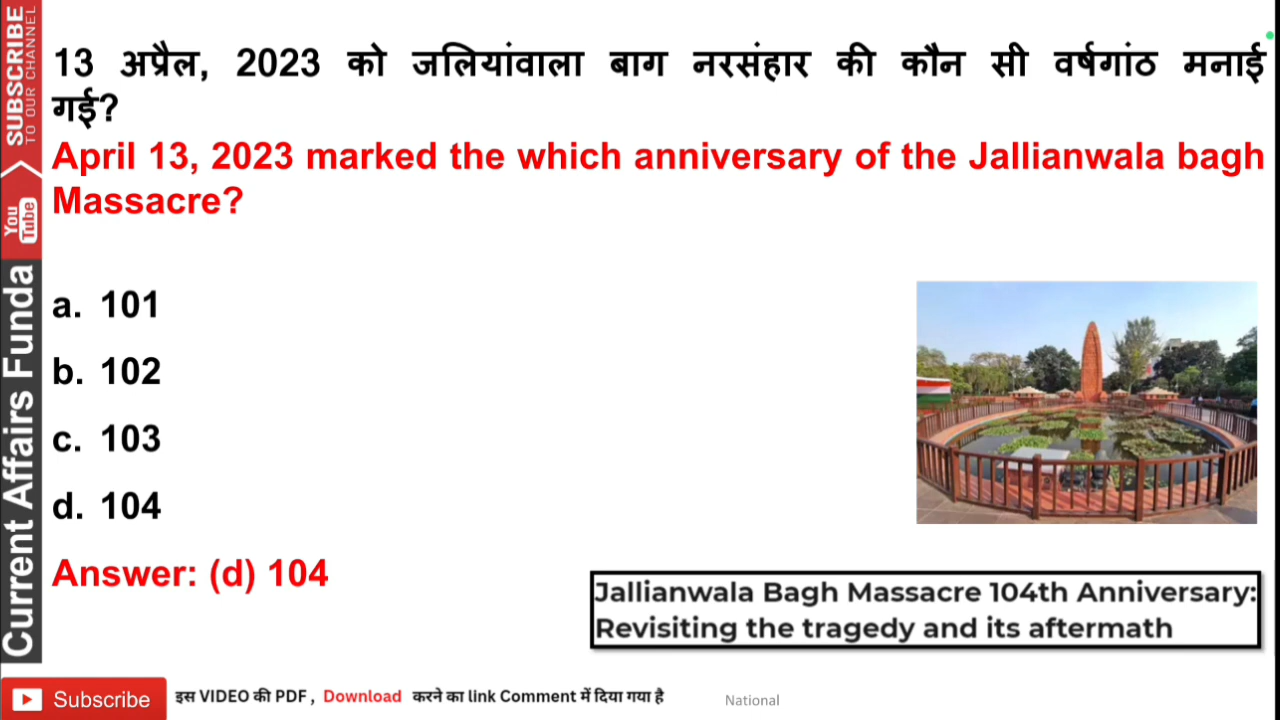 13 अप्रैल, 2023 को जलियांवाला बाग नरसंहार की कौन सी वर्षगांठ मनाई
गई?
April 13, 2023 marked the which anniversary of the Jallianwala bagh
Massacre?
a. 101
b. 102
c. 103
d. 104
Answer: (d) 104
Jallianwala Bagh Massacre 104th Anniversary:
Revisiting the tragedy and its aftermath
SUBSCRIBE
TO OUR CHANNEL
You
Tube
Current Affairs Funda
Subscribe
इस VIDEO की PDF , Download करने का link Comment में दिया गया है
National